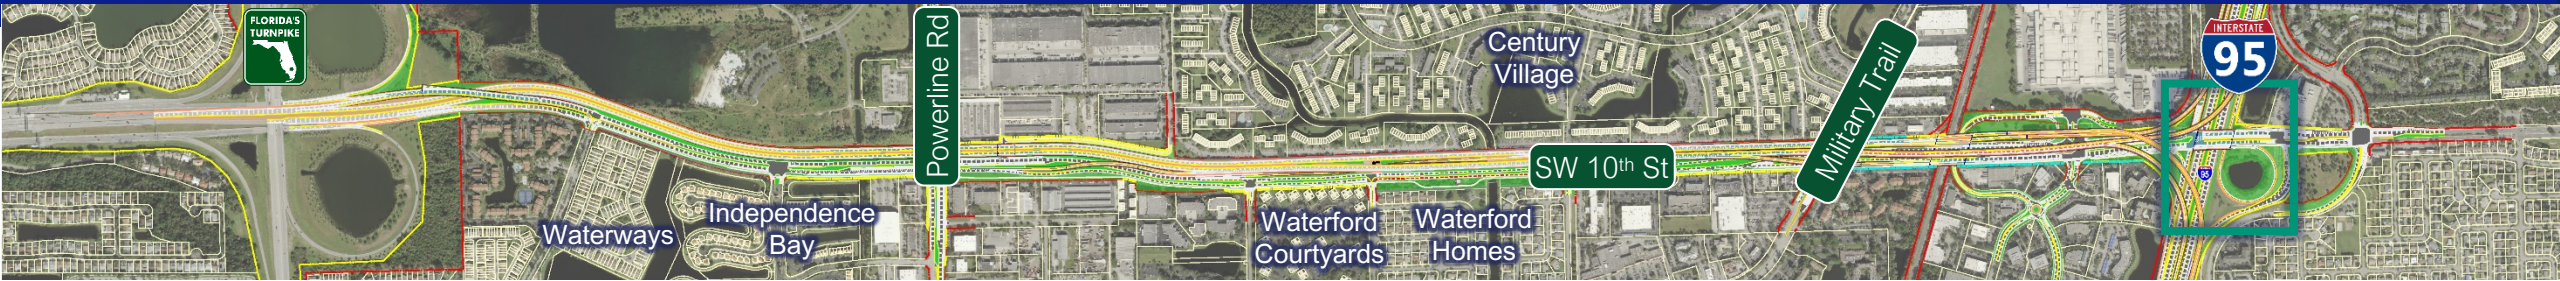 FLORIDA'S
TURNPIKE
Waterways
Independence
Bay
Powerline Rd
Waterford
Courtyards
Waterford
Homes
Century
Village
SW 10th St
Military Trail
INTERSTATE
95
95